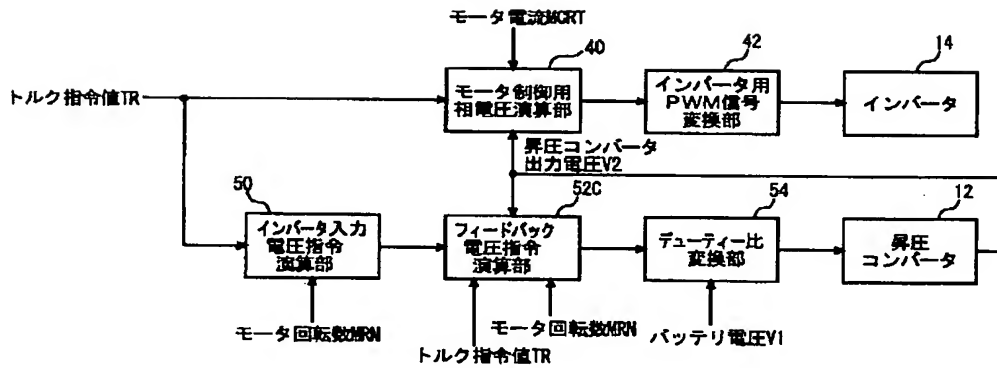 モータ電流MCRT
40
42
14
トルク指令値TR
モータ制御用
相電圧演算部
インバータ用
PWM信号
変換部
インバータ
昇圧コンバータ
出力電圧V2
50
52C
54
12
インバータ入力
電圧指令
演算部
フィードバック
電圧指令
演算部
デューティー比
変換部
昇圧
コンバータ
モータ回転数MRN
モータ回転数MRN
バッテリ電圧V1
トルク指令値TR